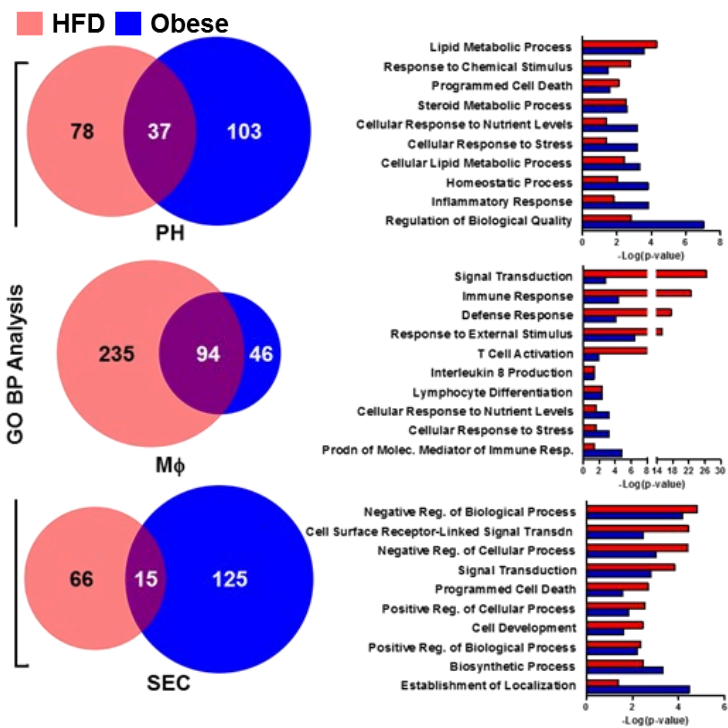 HFD Obese
GO BP Analysis
78 37 103
PH
Lipid Metabolic Process
Response to Chemical Stimulus
Programmed Cell Death
Steroid Metabolic Process
Cellular Response to Nutrient Levels
Cellular Response to Stress
Cellular Lipid Metabolic Process
Homeostatic Process
Inflammatory Response
Regulation of Biological Quality
0 2 4 6 8
-Log(p-value)
235 94 46
Mϕ
Signal Transduction
Immune Response
Defense Response
Response to External Stimulus
T Cell Activation
Interleukin 8 Production
Lymphocyte Differentiation
Cellular Response to Nutrient Levels
Cellular Response to Stress
Prodn of Molec. Mediator of Immune Resp.
0 2 4 6 8 14 18 22 26 30
-Log(p-value)
66 15 125
SEC
Negative Reg. of Biological Process
Cell Surface Receptor-Linked Signal Transdn
Negative Reg. of Cellular Process
Signal Transduction
Programmed Cell Death
Positive Reg. of Cellular Process
Cell Development
Positive Reg. of Biological Process
Biosynthetic Process
Establishment of Localization
0 2 4 6
-Log(p-value)